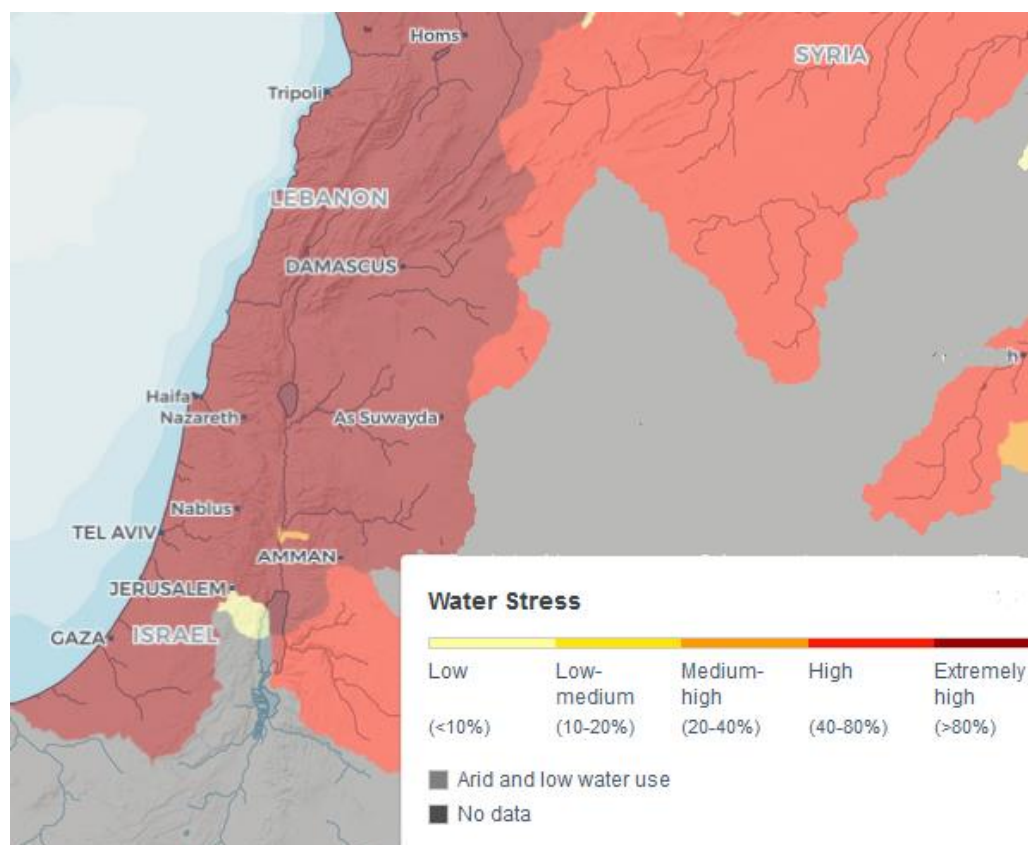 Homs
SYRIA
Tripoli
LEBANON
DAMASCUS
Haifa
Nazareth
As Suwayda
h
Nablus
TEL AVIV
AMMAN
JERUSALEM
GAZA
ISRAEL
Water Stress
Low Low-medium Medium-high High Extremely high
(<10%) (10-20%) (20-40%) (40-80%) (>80%)
Arid and low water use
No data